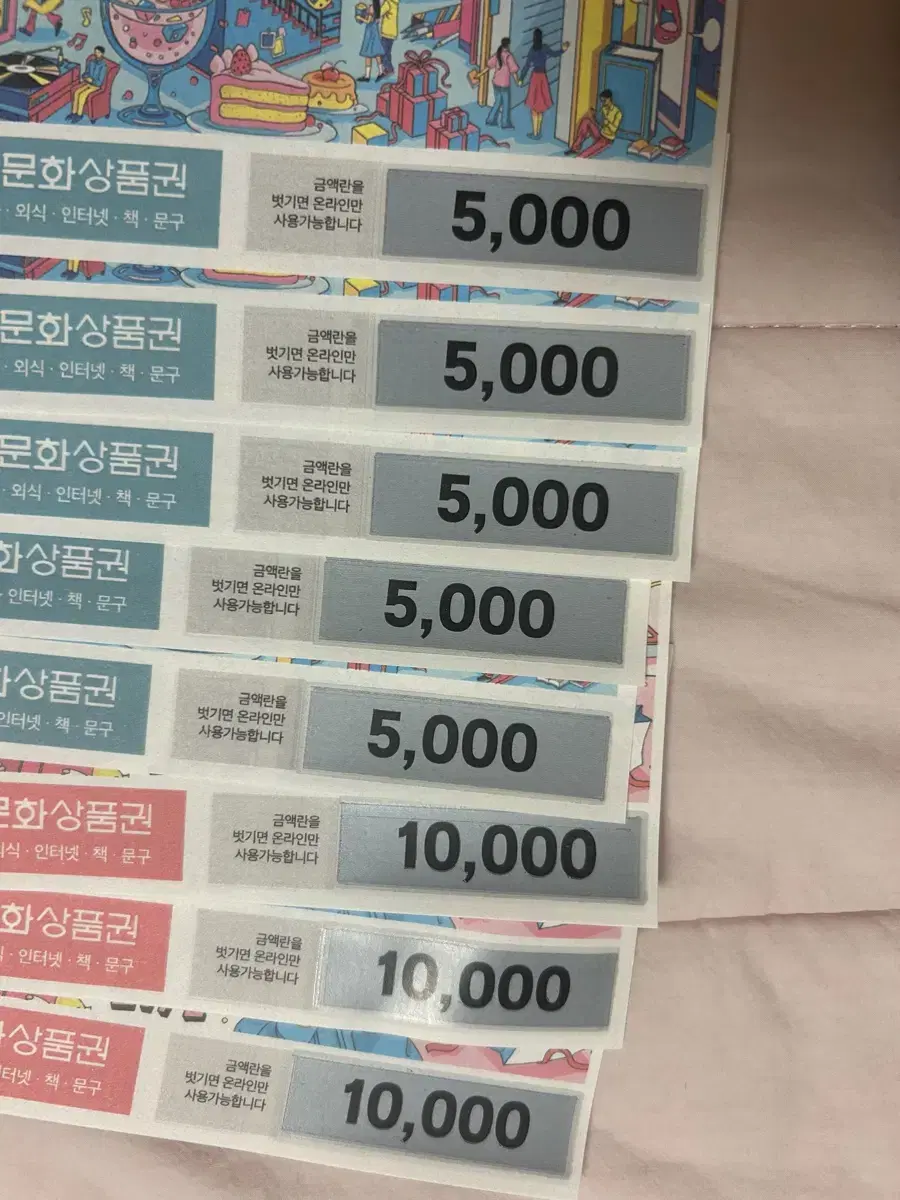 문화상품권
· 외식 · 인터넷 · 책 · 문구
금액란을
벗기면 온라인만
사용가능합니다
5,000
문화상품권
· 외식 · 인터넷 · 책 · 문구
금액란을
벗기면 온라인만
사용가능합니다
5,000
문화상품권
· 외식 · 인터넷 · 책 · 문구
금액란을
벗기면 온라인만
사용가능합니다
5,000
화상품권
· 인터넷 · 책 · 문구
금액란을
벗기면 온라인만
사용가능합니다
5,000
상품권
인터넷 · 책 · 문구
금액란을
벗기면 온라인만
사용가능합니다
5,000
문화상품권
외식 · 인터넷 · 책 · 문구
금액란을
벗기면 온라인만
사용가능합니다
10,000
화상품권
· 인터넷 · 책 · 문구
금액란을
벗기면 온라인만
사용가능합니다
10,000
상품권
터넷 · 책 · 문구
금액란을
벗기면 온라인만
사용가능합니다
10,000